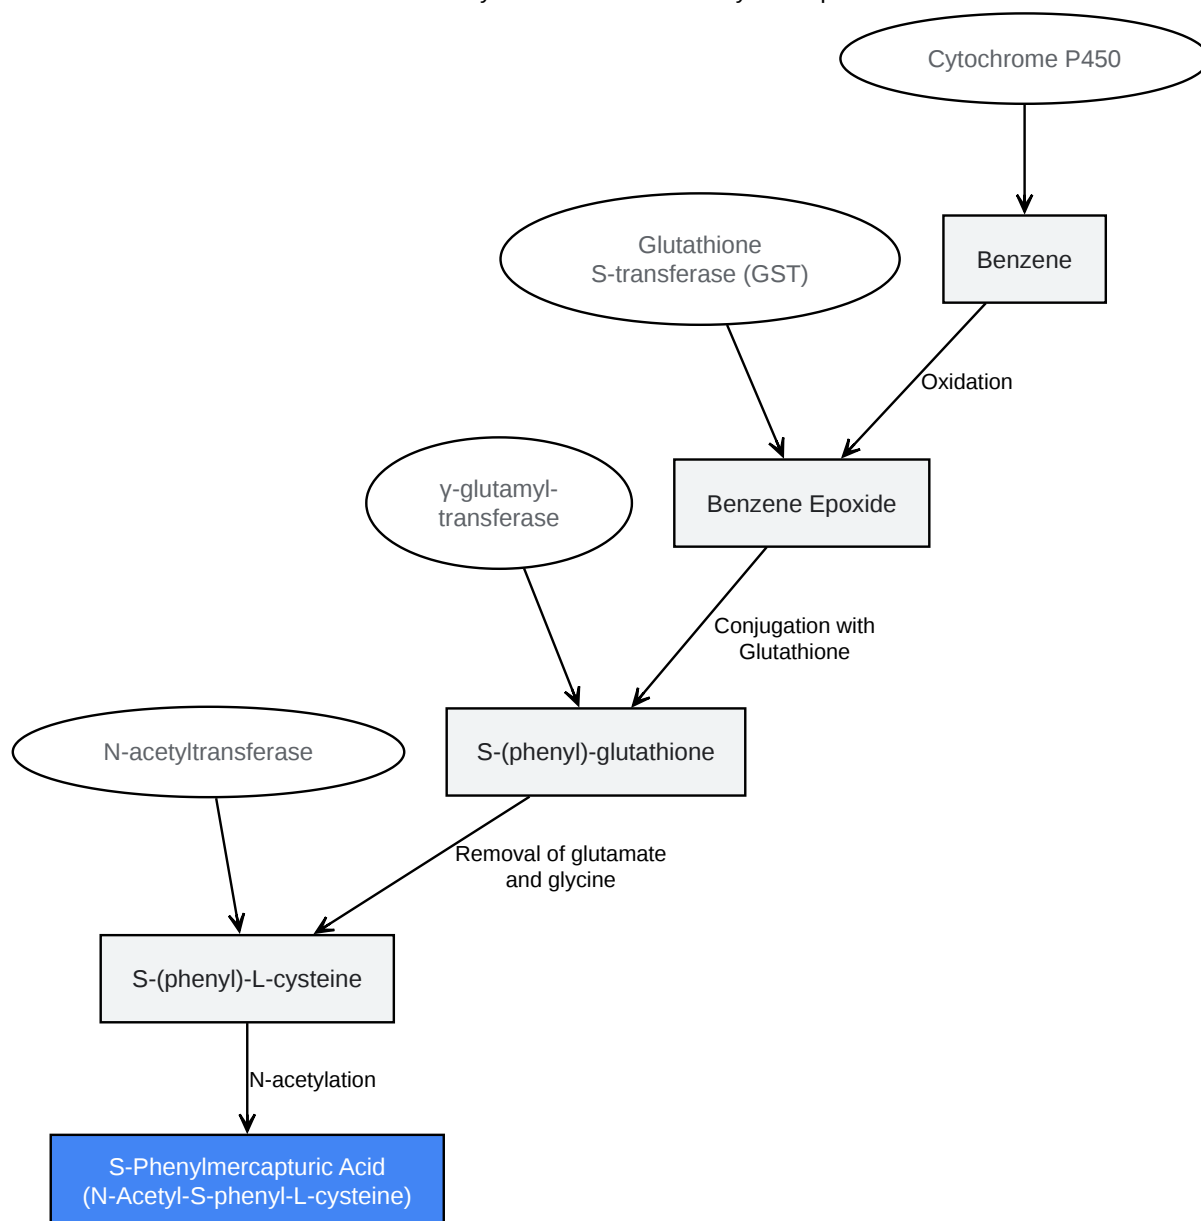 Cytochrome P450
Glutathione
S-transferase (GST)
Benzene
Oxidation
γ-glutamyl-
transferase
Benzene Epoxide
Conjugation with
Glutathione
N-acetyltransferase
S-(phenyl)-glutathione
Removal of glutamate
and glycine
S-(phenyl)-L-cysteine
N-acetylation
S-Phenylmercapturic Acid
(N-Acetyl-S-phenyl-L-cysteine)